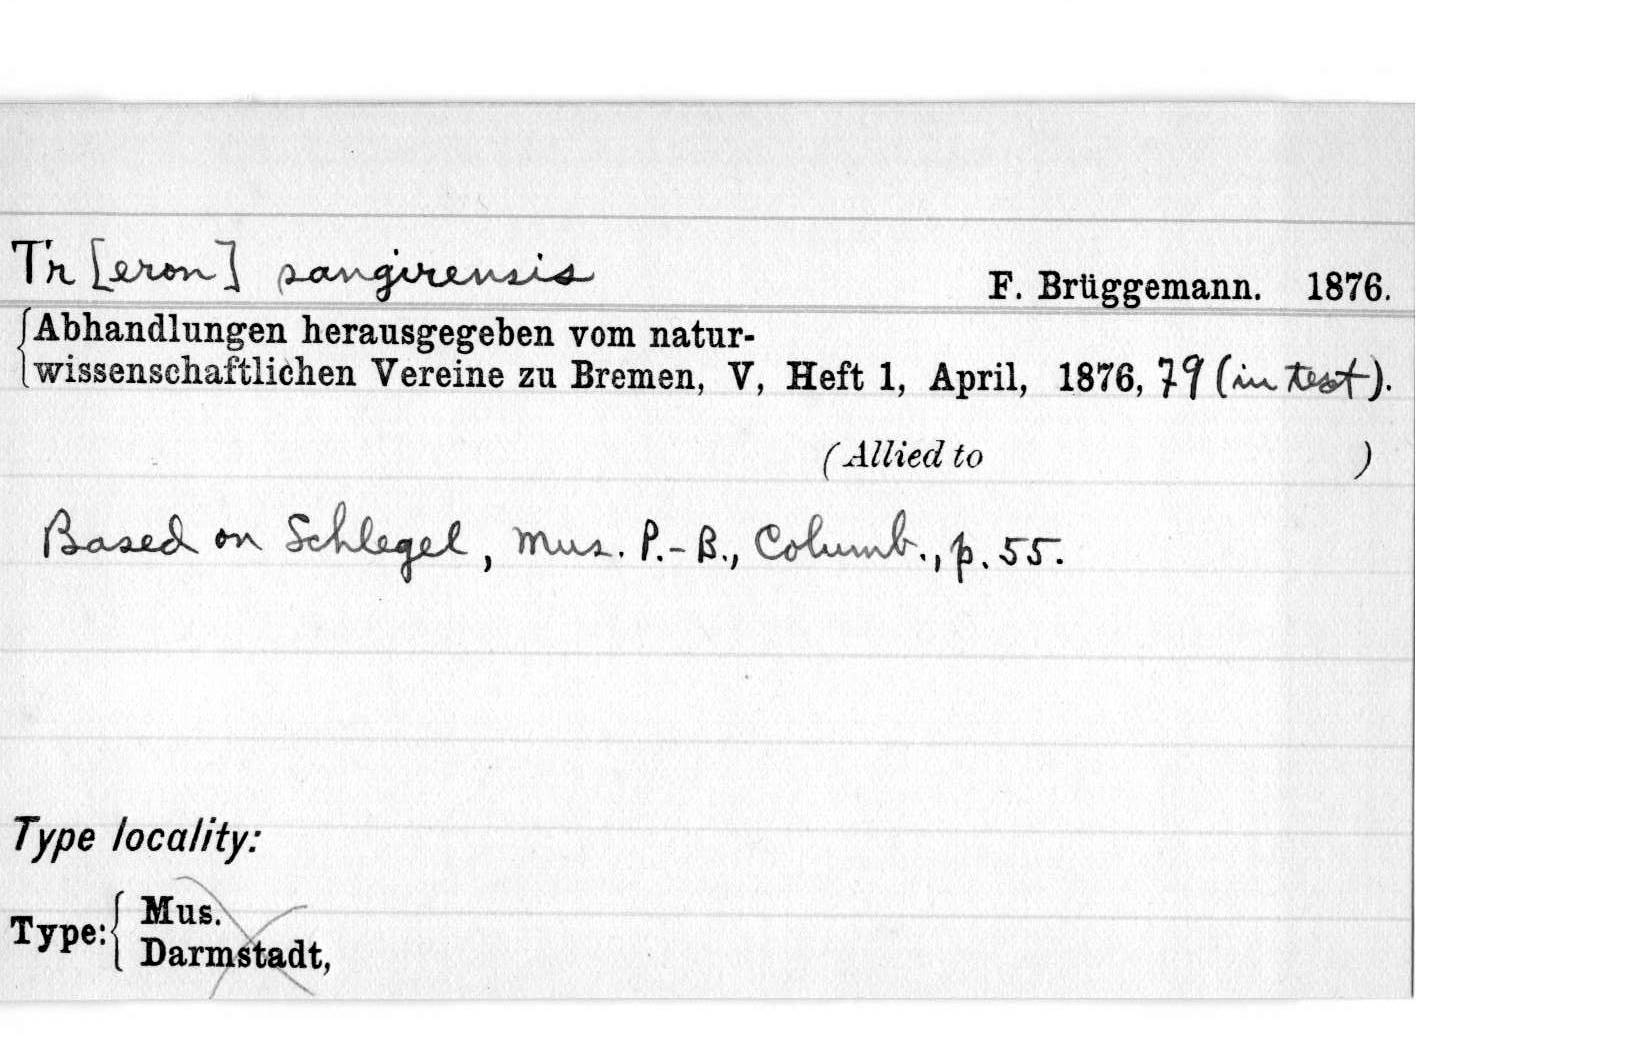 Tr [eron] sangirensis F. Brüggemann. 1876.
Abhandlungen herausgegeben vom natur-
wissenschaftlichen Vereine zu Bremen, V, Heft 1, April, 1876, 79 (in text).
(Allied to )
Based on Schlegel, Mus. P.-B., Columb., p. 55.
Type locality:
Type: { Mus.
Darmstadt,